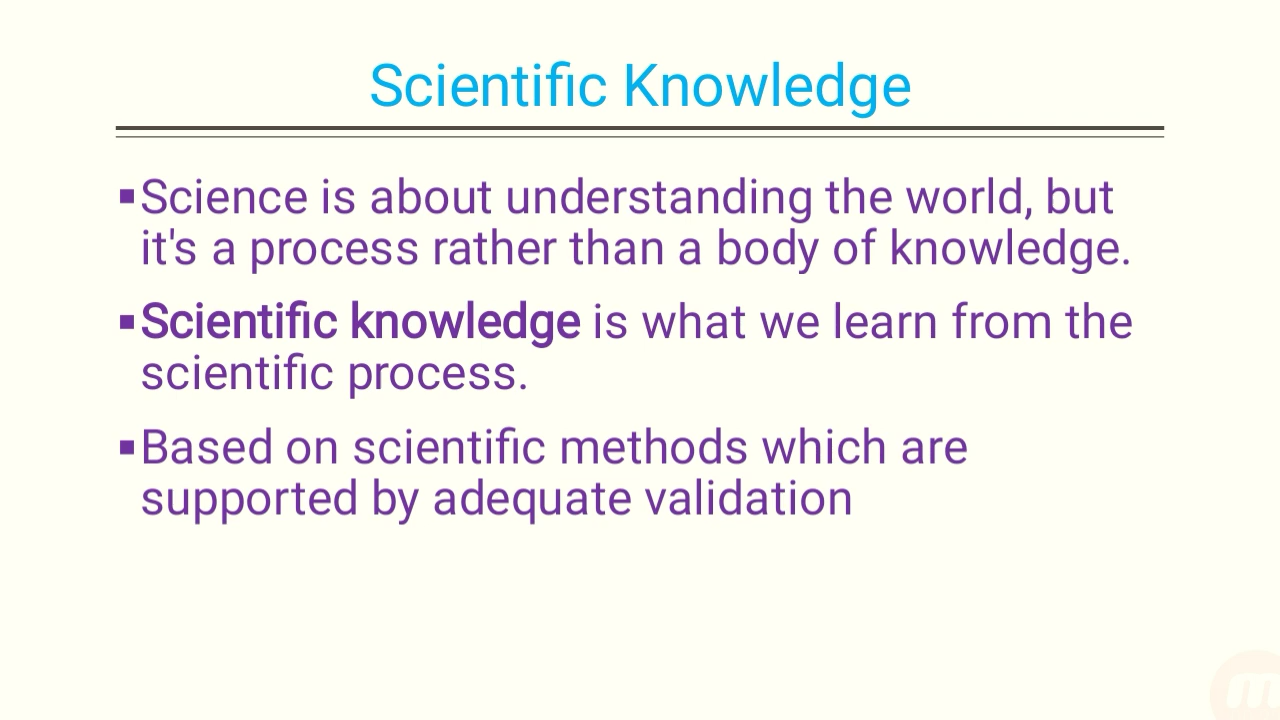 Scientific Knowledge
▪Science is about understanding the world, but
it's a process rather than a body of knowledge.
▪Scientific knowledge is what we learn from the
scientific process.
▪Based on scientific methods which are
supported by adequate validation
m